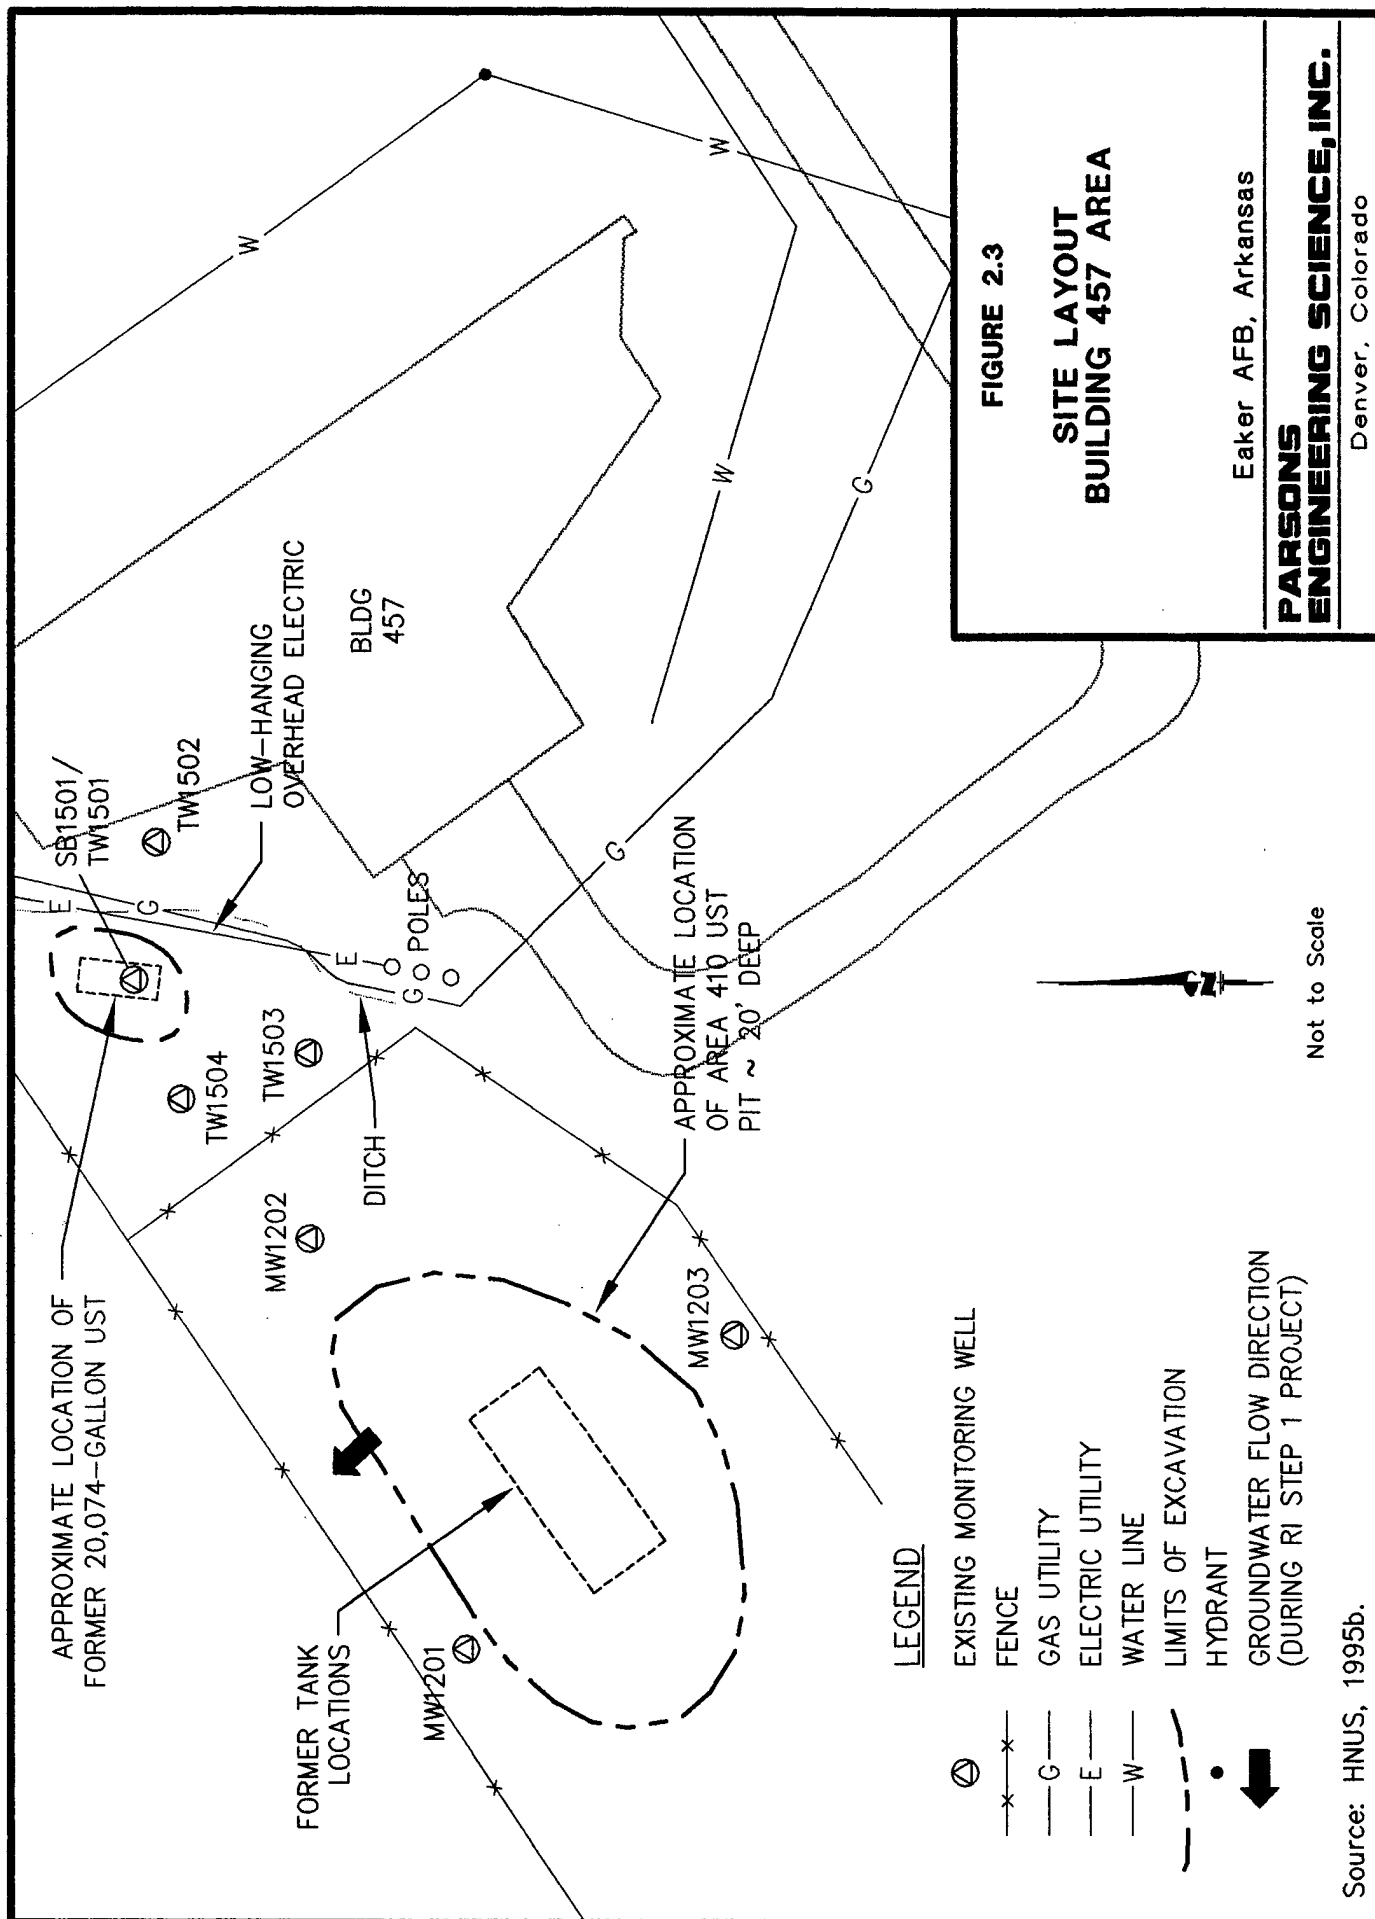 APPROXIMATE LOCATION OF
FORMER 20,074-GALLON UST
SB1501/
TW1501
TW1502
LOW-HANGING
OVERHEAD ELECTRIC
BLDG
457
W
W
W
E
G
E
G
G
G
POLES
TW1504
TW1503
DITCH
MW1202
FORMER TANK
LOCATIONS
MW1201
MW1203
APPROXIMATE LOCATION
OF AREA 410 UST
PIT ~ 20' DEEP
LEGEND
EXISTING MONITORING WELL
FENCE
G GAS UTILITY
E ELECTRIC UTILITY
W WATER LINE
LIMITS OF EXCAVATION
HYDRANT
GROUNDWATER FLOW DIRECTION
(DURING RI STEP 1 PROJECT)
Source: HNUS, 1995b.
N
Not to Scale
FIGURE 2.3
SITE LAYOUT
BUILDING 457 AREA
Eaker AFB, Arkansas
PARSONS
ENGINEERING SCIENCE, INC.
Denver, Colorado